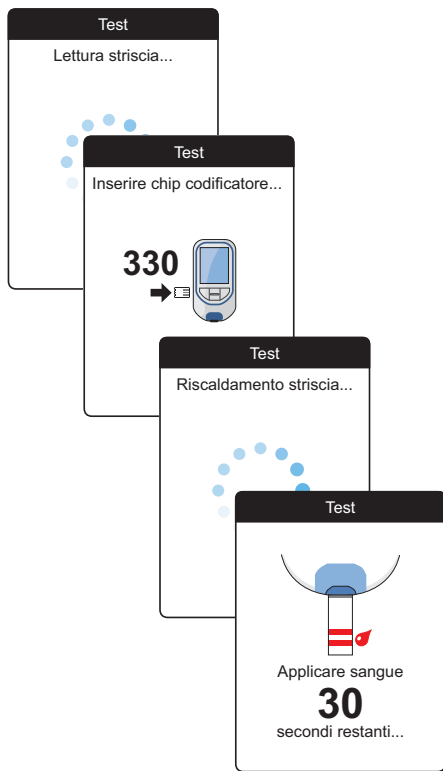 Test
Lettura striscia...
Test
Inserire chip codificatore...
330
Test
Riscaldamento striscia...
Test
Applicare sangue
30
secondi restanti...